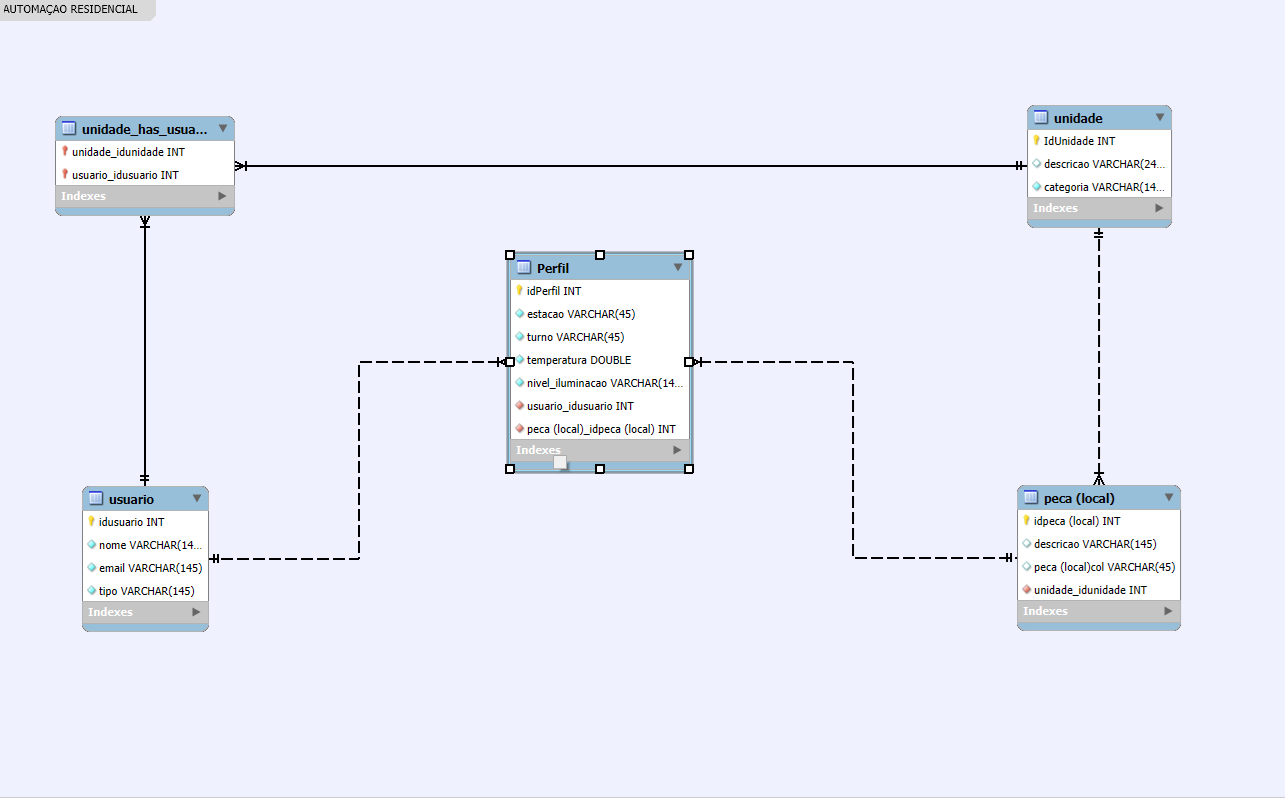 AUTOMAÇAO RESIDENCIAL
unidade_has_usua...
unidade_idunidade INT
usuario_idusuario INT
Indexes
unidade
IdUnidade INT
descricao VARCHAR(24...
categoria VARCHAR(14...
Indexes
Perfil
idPerfil INT
estacao VARCHAR(45)
turno VARCHAR(45)
temperatura DOUBLE
nivel_iluminacao VARCHAR(14...
usuario_idusuario INT
peca (local)_idpeca (local) INT
Indexes
usuario
idusuario INT
nome VARCHAR(14...
email VARCHAR(145)
tipo VARCHAR(145)
Indexes
peca (local)
idpeca (local) INT
descricao VARCHAR(145)
peca (local)col VARCHAR(45)
unidade_idunidade INT
Indexes